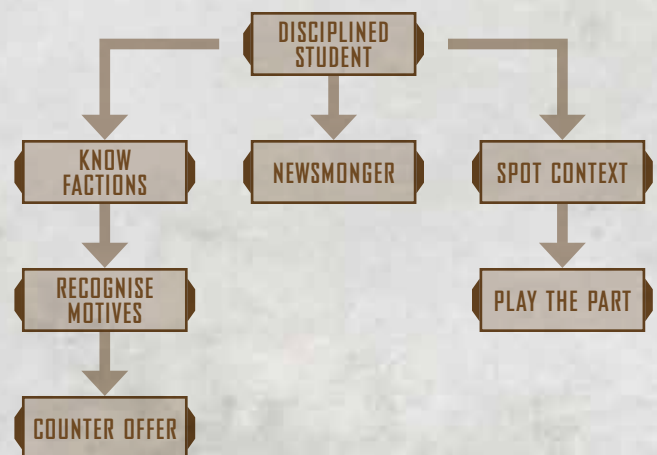 DISCIPLINED
STUDENT
KNOW
FACTIONS
NEWSMONGER
SPOT CONTEXT
RECOGNISE
MOTIVES
PLAY THE PART
COUNTER OFFER